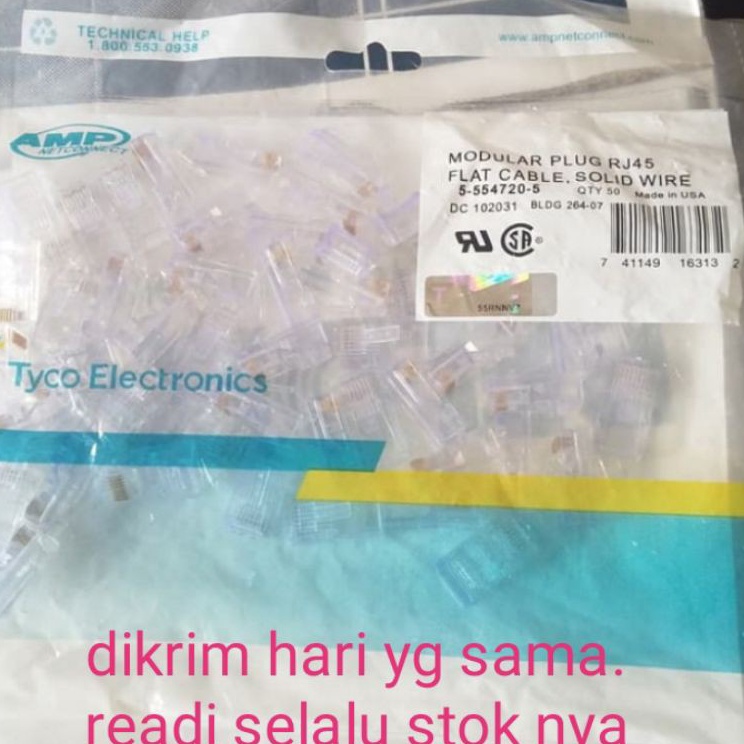 TECHNICAL HELP
1.800.553.0938
www.ampnetconnect.com
AMP
NETCONNECT
MODULAR PLUG RJ45
FLAT CABLE, SOLID WIRE
5-554720-5 QTY 50 Made in USA
DC 102031 BLDG 264-07
7 41149 16313 2
Tyco Electronics
dikrim hari yg sama.
readi selalu stok nya